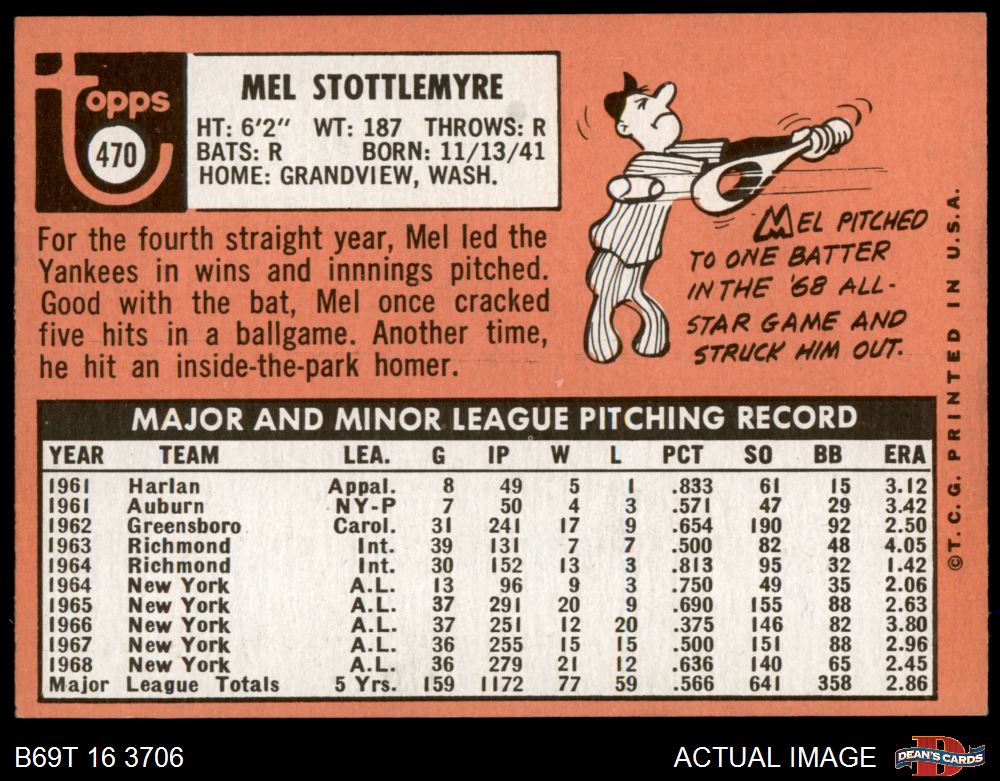 Topps
470
MEL STOTTLEMYRE
HT: 6'2" WT: 187 THROWS: R
BATS: R BORN: 11/13/41
HOME: GRANDVIEW, WASH.
For the fourth straight year, Mel led the
Yankees in wins and innnings pitched.
Good with the bat, Mel once cracked
five hits in a ballgame. Another time,
he hit an inside-the-park homer.
MEL PITCHED
TO ONE BATTER
IN THE '68 ALL-
STAR GAME AND
STRUCK HIM OUT.
MAJOR AND MINOR LEAGUE PITCHING RECORD
YEAR TEAM LEA. G IP W L PCT SO BB ERA
1961 Harlan Appal. 8 49 5 1 .833 61 15 3.12
1961 Auburn NY-P 7 50 4 3 .571 47 29 3.42
1962 Greensboro Carol. 31 241 17 9 .654 190 92 2.50
1963 Richmond Int. 39 131 7 7 .500 82 48 4.05
1964 Richmond Int. 30 152 13 3 .813 95 32 1.42
1964 New York A.L. 13 96 9 3 .750 49 35 2.06
1965 New York A.L. 37 291 20 9 .690 155 88 2.63
1966 New York A.L. 37 251 12 20 .375 146 82 3.80
1967 New York A.L. 36 255 15 15 .500 151 88 2.96
1968 New York A.L. 36 279 21 12 .636 140 65 2.45
Major League Totals 5 Yrs. 159 1172 77 59 .566 641 358 2.86
©T.C.G. PRINTED IN U.S.A.
B69T 16 3706
ACTUAL IMAGE
DEAN'S CARDS